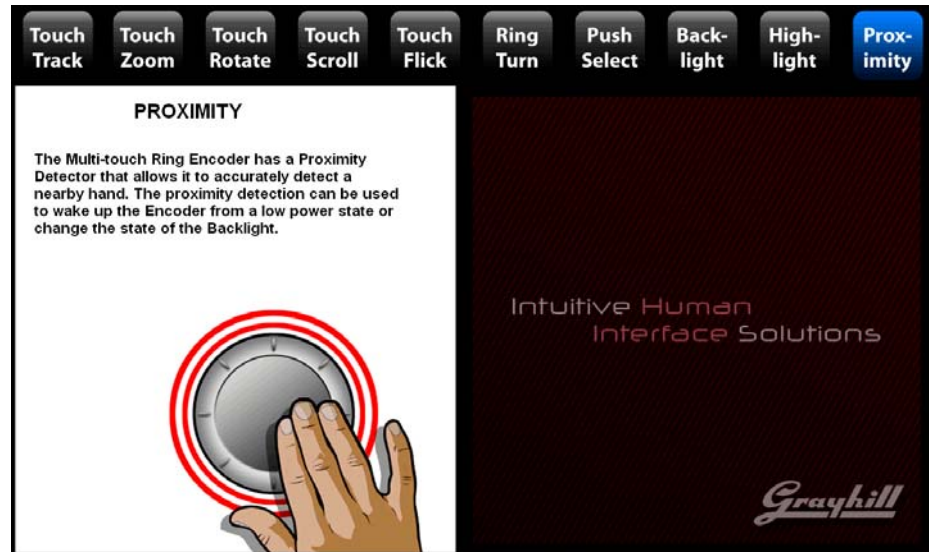 Touch Touch Touch Touch Touch Ring Push Back- High- Prox-
Track Zoom Rotate Scroll Flick Turn Select light light imity
PROXIMITY
The Multi-touch Ring Encoder has a Proximity
Detector that allows it to accurately detect a
nearby hand. The proximity detection can be used
to wake up the Encoder from a low power state or
change the state of the Backlight.
Intuitive Human
Interface Solutions
Grayhill